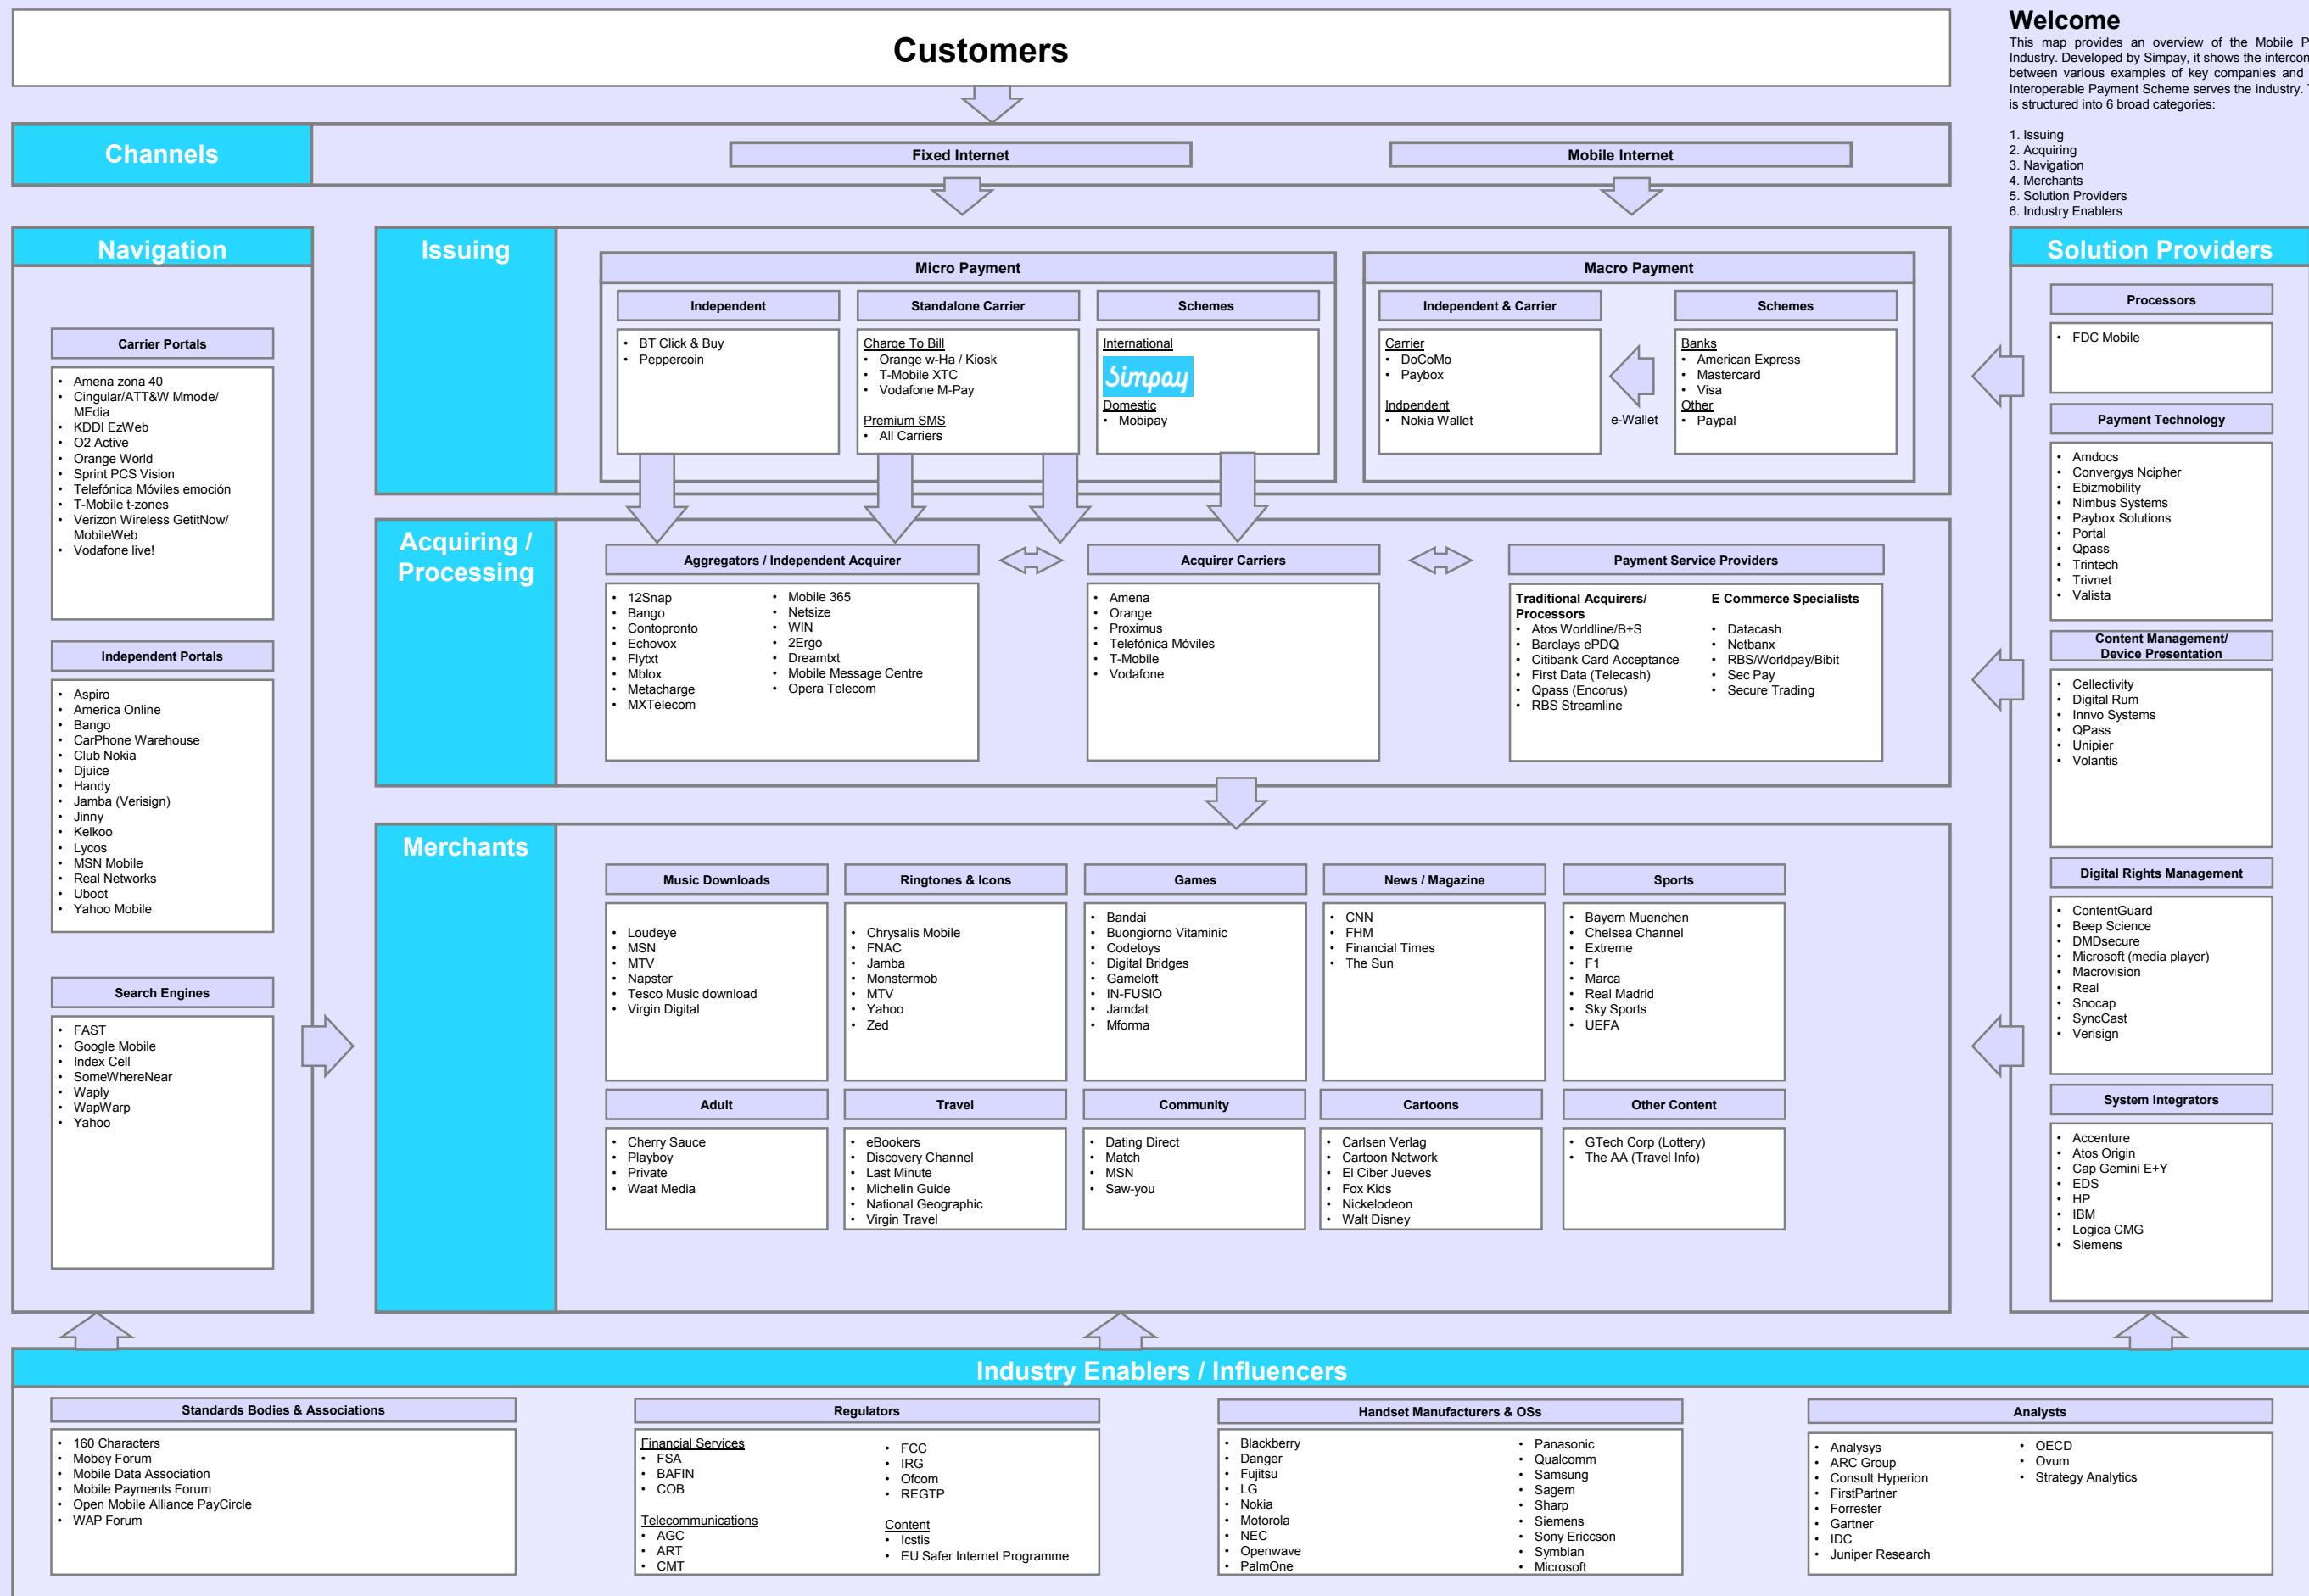 Customers
Welcome
This map provides an overview of the Mobile P
Industry. Developed by Simpay, it shows the intercon
between various examples of key companies and
Interoperable Payment Scheme serves the industry. T
is structured into 6 broad categories:
1. Issuing
2. Acquiring
3. Navigation
4. Merchants
5. Solution Providers
6. Industry Enablers
Channels
Fixed Internet
Mobile Internet
Navigation
Carrier Portals
• Amena zona 40
• Cingular/ATT&W Mmode/
MEdia
• KDDI EzWeb
• O2 Active
• Orange World
• Sprint PCS Vision
• Telefónica Móviles emoción
• T-Mobile t-zones
• Verizon Wireless GetitNow/
MobileWeb
• Vodafone live!
Independent Portals
• Aspiro
• America Online
• Bango
• CarPhone Warehouse
• Club Nokia
• Djuice
• Handy
• Jamba (Verisign)
• Jinny
• Kelkoo
• Lycos
• MSN Mobile
• Real Networks
• Uboot
• Yahoo Mobile
Search Engines
• FAST
• Google Mobile
• Index Cell
• SomeWhereNear
• Waply
• WapWarp
• Yahoo
Issuing
Micro Payment
Independent
• BT Click & Buy
• Peppercoin
Standalone Carrier
Charge To Bill
• Orange w-Ha / Kiosk
• T-Mobile XTC
• Vodafone M-Pay
Premium SMS
• All Carriers
Schemes
International
Simpay
Domestic
• Mobipay
Macro Payment
Independent & Carrier
Carrier
• DoCoMo
• Paybox
Indpendent
• Nokia Wallet
e-Wallet
Schemes
Banks
• American Express
• Mastercard
• Visa
Other
• Paypal
Acquiring /
Processing
Aggregators / Independent Acquirer
• 12Snap
• Bango
• Contopronto
• Echovox
• Flytxt
• Mblox
• Metacharge
• MXTelecom
• Mobile 365
• Netsize
• WIN
• 2Ergo
• Dreamtxt
• Mobile Message Centre
• Opera Telecom
Acquirer Carriers
• Amena
• Orange
• Proximus
• Telefónica Móviles
• T-Mobile
• Vodafone
Payment Service Providers
Traditional Acquirers/
Processors
• Atos Worldline/B+S
• Barclays ePDQ
• Citibank Card Acceptance
• First Data (Telecash)
• Qpass (Encorus)
• RBS Streamline
E Commerce Specialists
• Datacash
• Netbanx
• RBS/Worldpay/Bibit
• Sec Pay
• Secure Trading
Merchants
Music Downloads
• Loudeye
• MSN
• MTV
• Napster
• Tesco Music download
• Virgin Digital
Ringtones & Icons
• Chrysalis Mobile
• FNAC
• Jamba
• Monstermob
• MTV
• Yahoo
• Zed
Games
• Bandai
• Buongiorno Vitaminic
• Codetoys
• Digital Bridges
• Gameloft
• IN-FUSIO
• Jamdat
• Mforma
News / Magazine
• CNN
• FHM
• Financial Times
• The Sun
Sports
• Bayern Muenchen
• Chelsea Channel
• Extreme
• F1
• Marca
• Real Madrid
• Sky Sports
• UEFA
Adult
• Cherry Sauce
• Playboy
• Private
• Waat Media
Travel
• eBookers
• Discovery Channel
• Last Minute
• Michelin Guide
• National Geographic
• Virgin Travel
Community
• Dating Direct
• Match
• MSN
• Saw-you
Cartoons
• Carlsen Verlag
• Cartoon Network
• El Ciber Jueves
• Fox Kids
• Nickelodeon
• Walt Disney
Other Content
• GTech Corp (Lottery)
• The AA (Travel Info)
Solution Providers
Processors
• FDC Mobile
Payment Technology
• Amdocs
• Convergys Ncipher
• Ebizmobility
• Nimbus Systems
• Paybox Solutions
• Portal
• Qpass
• Trintech
• Trivnet
• Valista
Content Management/
Device Presentation
• Cellectivity
• Digital Rum
• Innvo Systems
• QPass
• Unipier
• Volantis
Digital Rights Management
• ContentGuard
• Beep Science
• DMDsecure
• Microsoft (media player)
• Macrovision
• Real
• Snocap
• SyncCast
• Verisign
System Integrators
• Accenture
• Atos Origin
• Cap Gemini E+Y
• EDS
• HP
• IBM
• Logica CMG
• Siemens
Industry Enablers / Influencers
Standards Bodies & Associations
• 160 Characters
• Mobey Forum
• Mobile Data Association
• Mobile Payments Forum
• Open Mobile Alliance PayCircle
• WAP Forum
Regulators
Financial Services
• FSA
• BAFIN
• COB
Telecommunications
• AGC
• ART
• CMT
• FCC
• IRG
• Ofcom
• REGTP
Content
• Icstis
• EU Safer Internet Programme
Handset Manufacturers & OSs
• Blackberry
• Danger
• Fujitsu
• LG
• Nokia
• Motorola
• NEC
• Openwave
• PalmOne
• Panasonic
• Qualcomm
• Samsung
• Sagem
• Sharp
• Siemens
• Sony Ericcson
• Symbian
• Microsoft
Analysts
• Analysys
• ARC Group
• Consult Hyperion
• FirstPartner
• Forrester
• Gartner
• IDC
• Juniper Research
• OECD
• Ovum
• Strategy Analytics